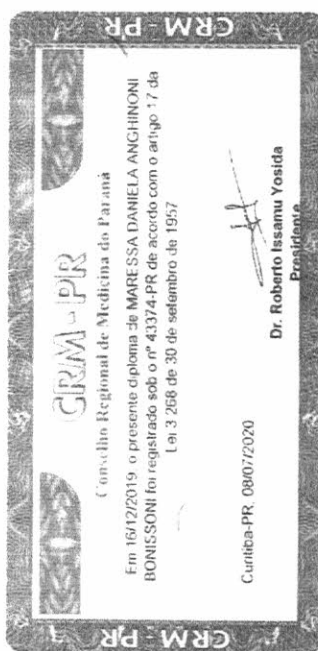 CRM - PR
CRM-PR
Conselho Regional de Medicina do Paraná
Em 16/12/2019 o presente diploma de MARESSA DANIELA ANGHINONI
BONISSONI foi registrado sob o nº 43374-PR de acordo com o artigo 17 da
Lei 3 268 de 30 de setembro de 1957
Curitiba-PR, 08/07/2020
Dr. Roberto Issamu Yosida
Presidente
CRM - PR